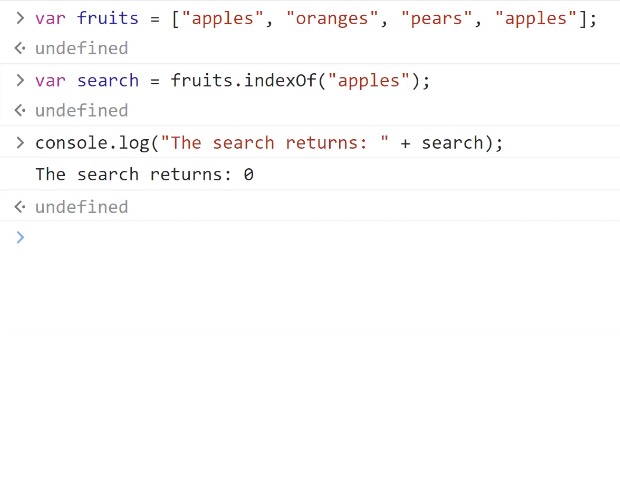 > var fruits = ["apples", "oranges", "pears", "apples"];
undefined
> var search = fruits.indexOf("apples");
undefined
> console.log("The search returns: " + search);
The search returns: 0
undefined
>